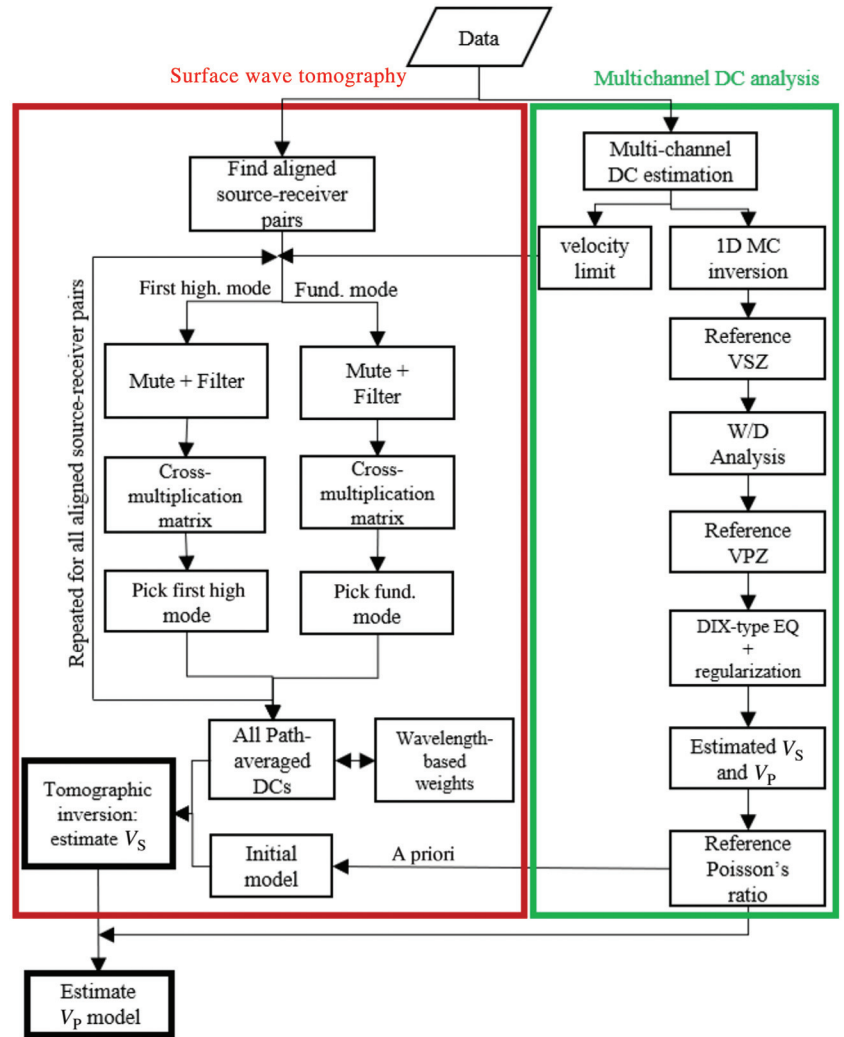 Data
Surface wave tomography
Multichannel DC analysis
Find aligned
source-receiver
pairs
Multi-channel
DC estimation
velocity
limit
1D MC
inversion
First high. mode
Fund. mode
Repeated for all aligned source-receiver pairs
Mute + Filter
Mute +
Filter
Reference
VSZ
Cross-
multiplication
matrix
Cross-
multiplication
matrix
W/D
Analysis
Pick first high
mode
Pick fund.
mode
Reference
VPZ
DIX-type EQ
+
regularization
All Path-
averaged
DCs
Wavelength-
based
weights
Estimated VS
and VP
Tomographic
inversion:
estimate VS
Initial
model
A priori
Reference
Poisson's
ratio
Estimate
VP model